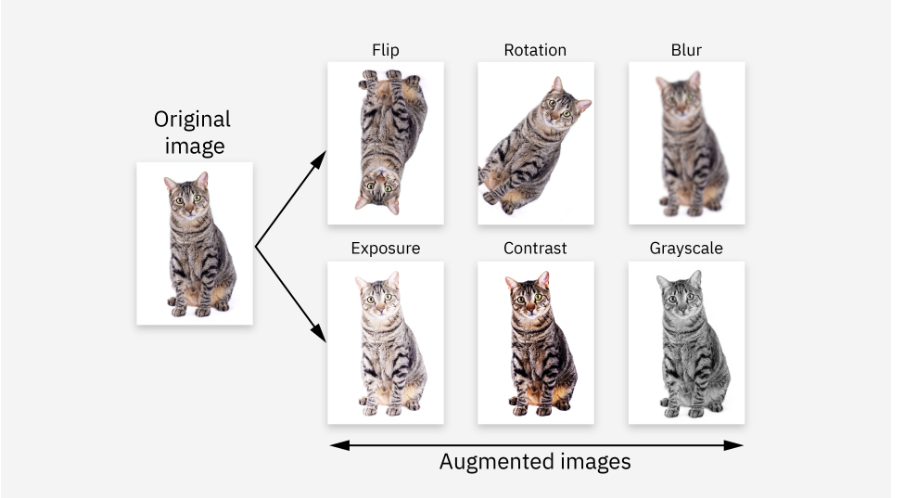 Original
image
Flip
Rotation
Blur
Exposure
Contrast
Grayscale
Augmented images